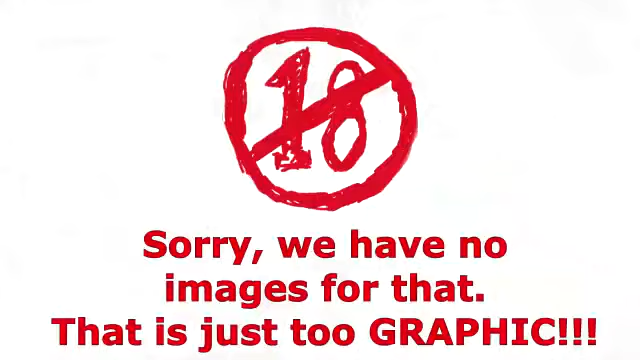 18
Sorry, we have no
images for that.
That is just too GRAPHIC!!!